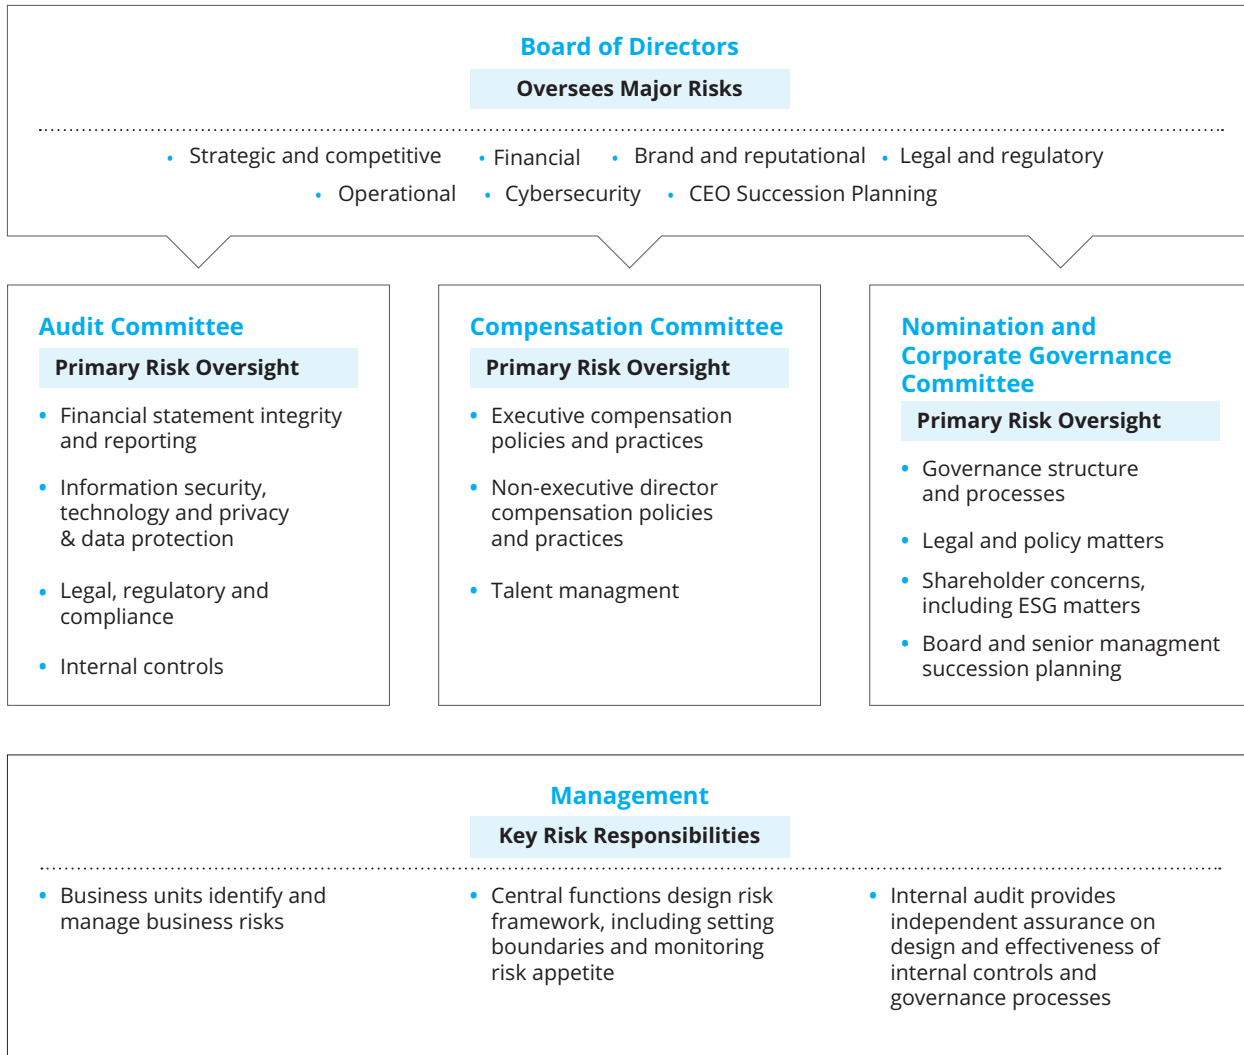 Board of Directors
Oversees Major Risks
• Strategic and competitive • Financial • Brand and reputational • Legal and regulatory
• Operational • Cybersecurity • CEO Succession Planning
Audit Committee
Primary Risk Oversight
• Financial statement integrity
and reporting
• Information security,
technology and privacy
& data protection
• Legal, regulatory and
compliance
• Internal controls
Compensation Committee
Primary Risk Oversight
• Executive compensation
policies and practices
• Non-executive director
compensation policies
and practices
• Talent managment
Nomination and
Corporate Governance
Committee
Primary Risk Oversight
• Governance structure
and processes
• Legal and policy matters
• Shareholder concerns,
including ESG matters
• Board and senior managment
succession planning
Management
Key Risk Responsibilities
• Business units identify and
manage business risks
• Central functions design risk
framework, including setting
boundaries and monitoring
risk appetite
• Internal audit provides
independent assurance on
design and effectiveness of
internal controls and
governance processes